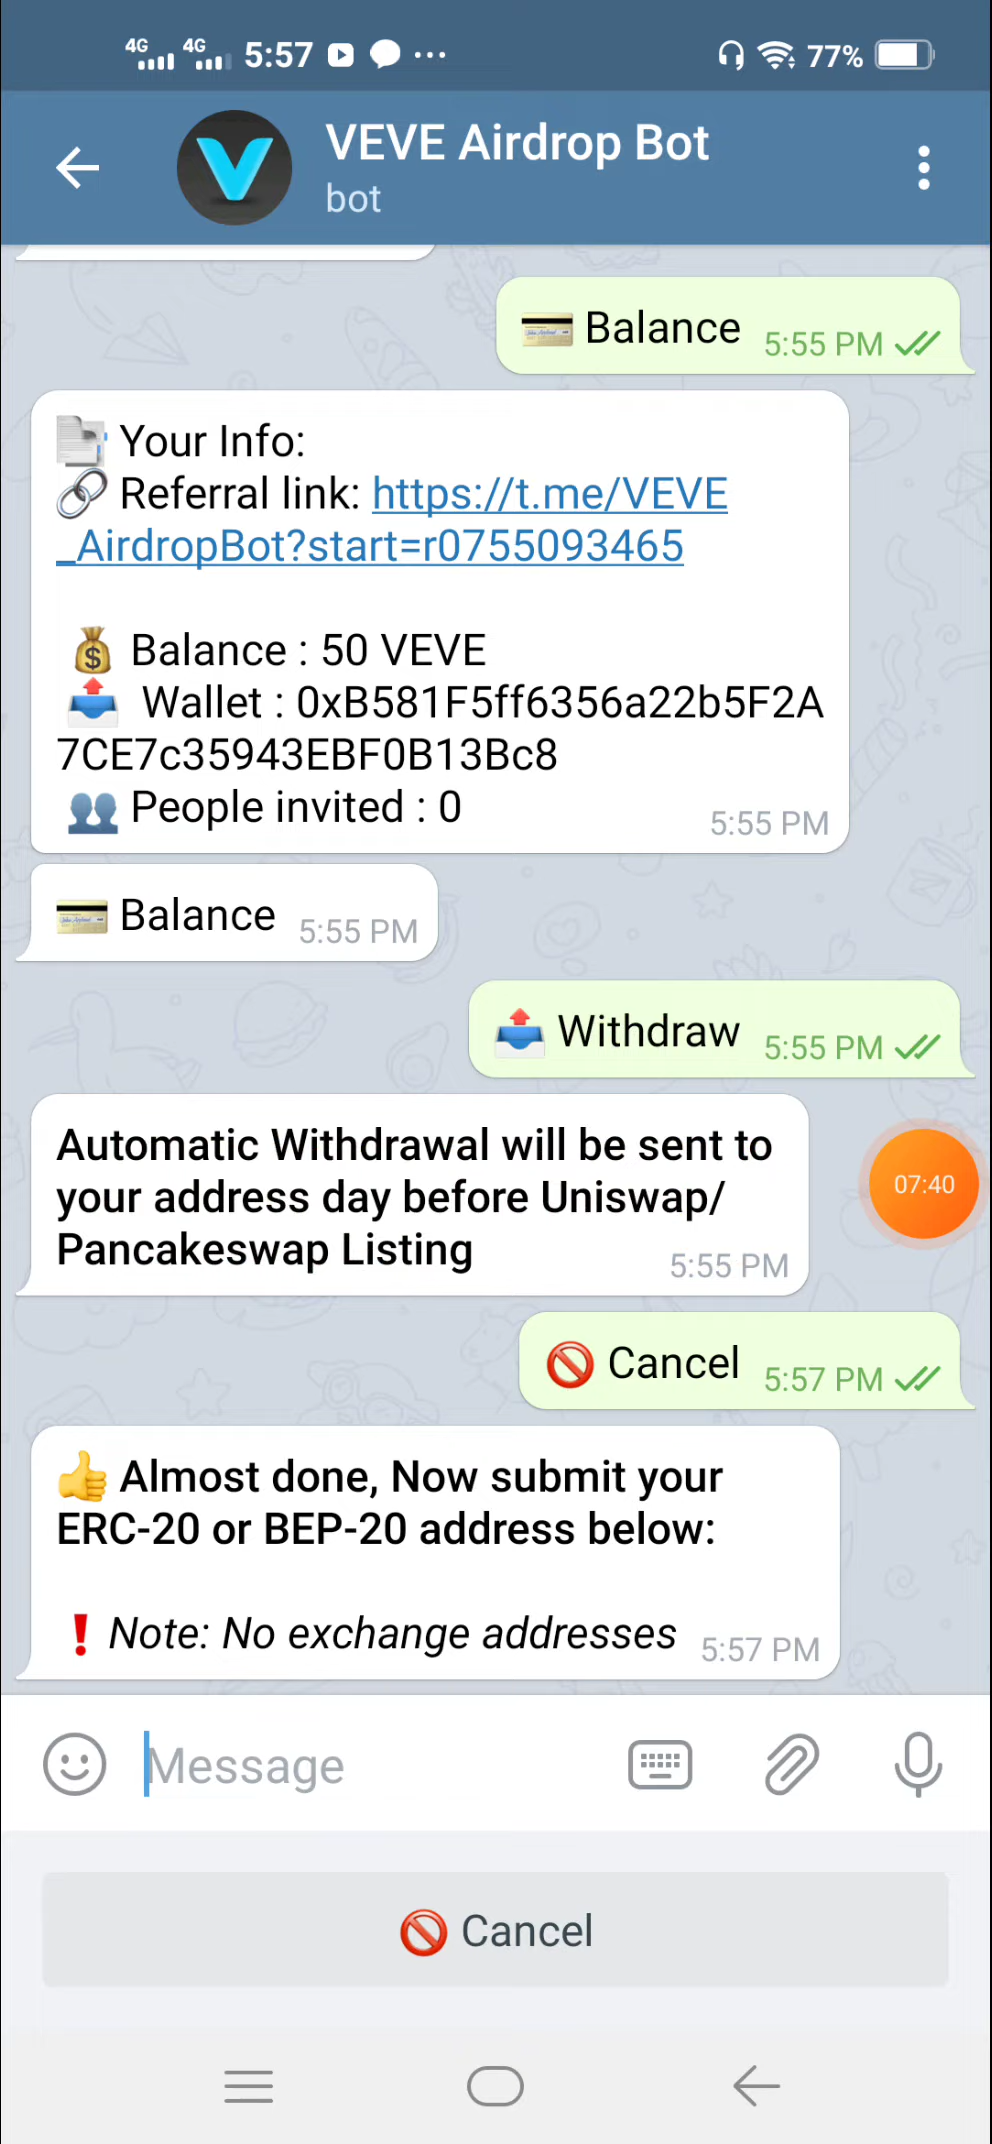 4G 4G 5:57 77%
VEVE Airdrop Bot
bot
Balance 5:55 PM
Your Info:
Referral link: https://t.me/VEVE
_AirdropBot?start=r0755093465
Balance : 50 VEVE
Wallet : 0xB581F5ff6356a22b5F2A
7CE7c35943EBF0B13Bc8
People invited : 0
5:55 PM
Balance 5:55 PM
Withdraw 5:55 PM
Automatic Withdrawal will be sent to
your address day before Uniswap/
Pancakeswap Listing 5:55 PM
07:40
Cancel 5:57 PM
Almost done, Now submit your
ERC-20 or BEP-20 address below:
Note: No exchange addresses 5:57 PM
Message
Cancel